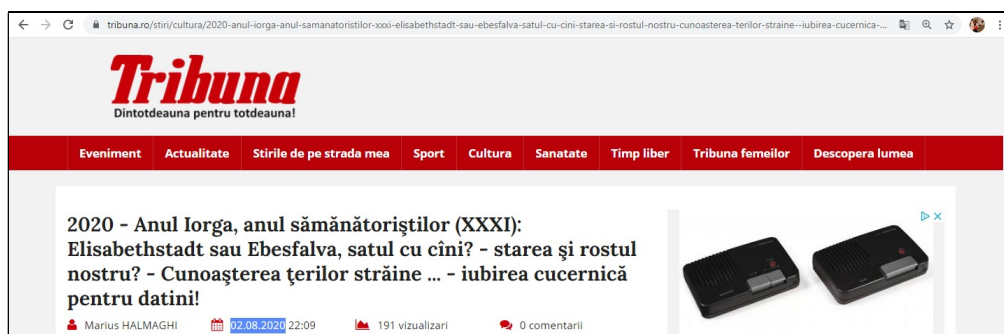 tribuna.ro/stiri/cultura/2020-anul-iorga-anul-samanatoristilor-xxxi-elisabethstadt-sau-ebesfalva-satul-cu-cini-starea-si-rostul-nostru-cunoasterea-terilor-straine--iubirea-cucernica-...
Tribuna
Dintotdeauna pentru totdeauna!
Eveniment Actualitate Stirile de pe strada mea Sport Cultura Sanatate Timp liber Tribuna femeilor Descopera lumea
2020 - Anul Iorga, anul sămănătoriştilor (XXXI):
Elisabethstadt sau Ebesfalva, satul cu cîni? - starea şi rostul
nostru? - Cunoaşterea ţerilor străine ... - iubirea cucernică
pentru datini!
Marius HALMAGHI 02.08.2020 22:09 191 vizualizari 0 comentarii